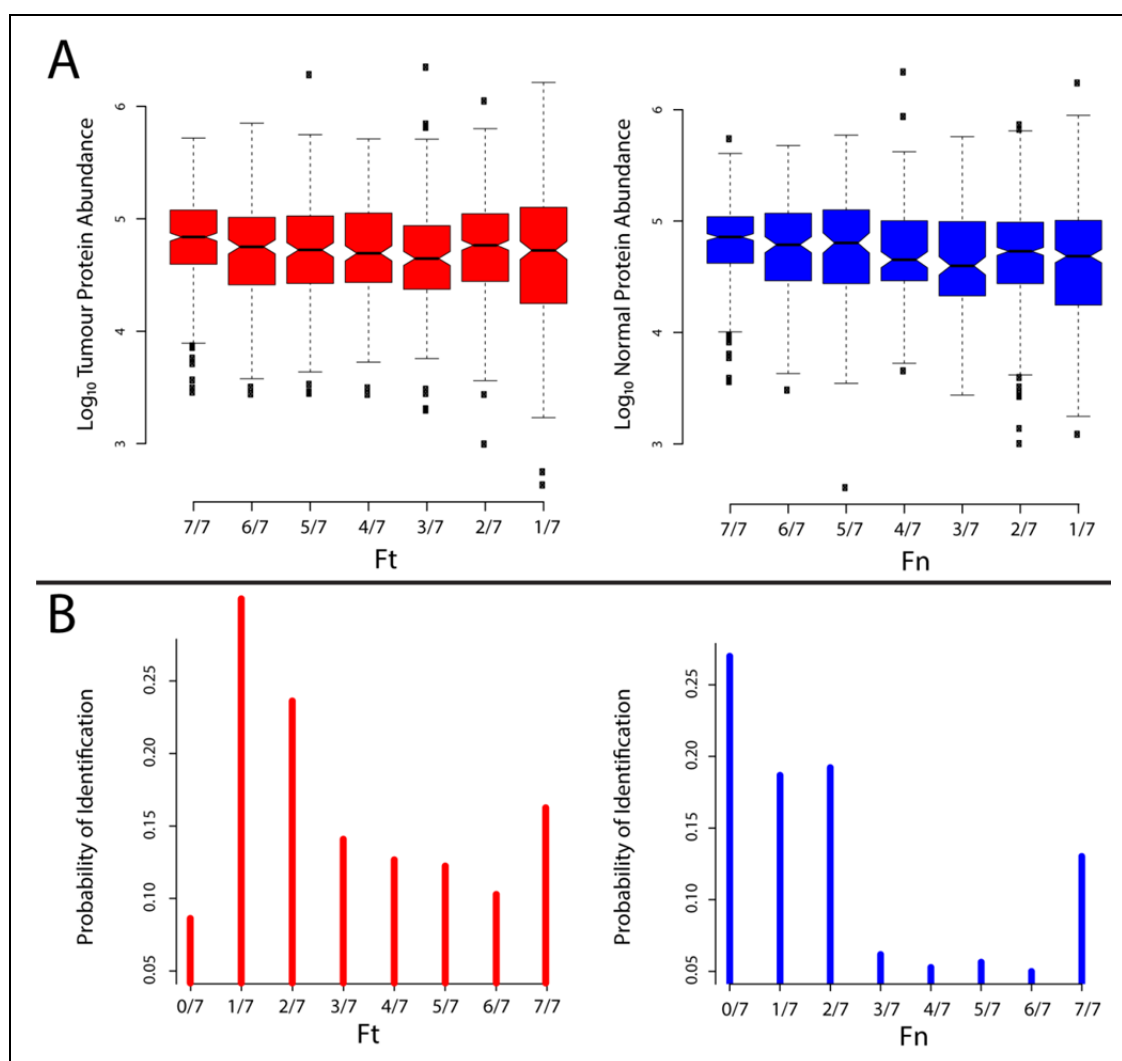 A
Log₁₀ Tumour Protein Abundance
6
5
4
3
7/7 6/7 5/7 4/7 3/7 2/7 1/7
Ft
Log₁₀ Normal Protein Abundance
6
5
4
3
7/7 6/7 5/7 4/7 3/7 2/7 1/7
Fn
B
Probability of Identification
0.25
0.20
0.15
0.10
0.05
0/7 1/7 2/7 3/7 4/7 5/7 6/7 7/7
Ft
Probability of Identification
0.25
0.20
0.15
0.10
0.05
0/7 1/7 2/7 3/7 4/7 5/7 6/7 7/7
Fn